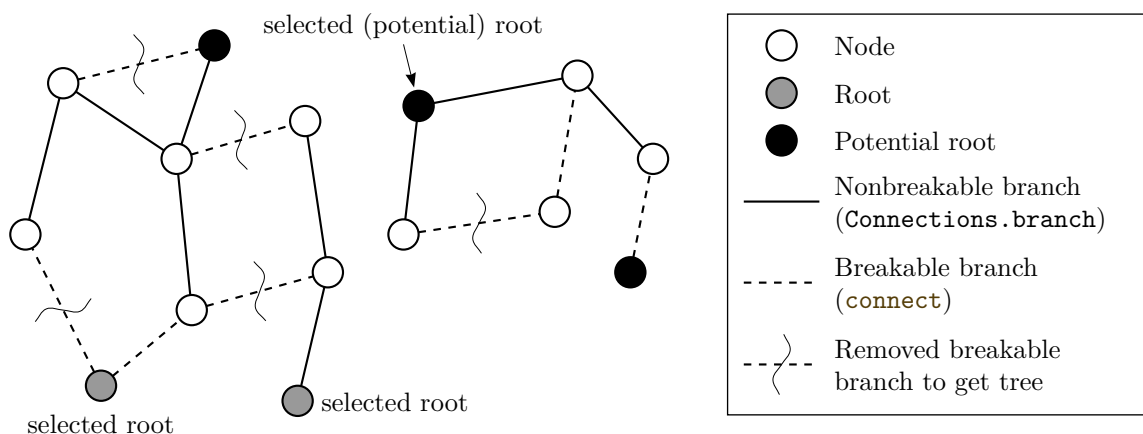 selected (potential) root
selected root
selected root
Node
Root
Potential root
Nonbreakable branch
(Connections.branch)
Breakable branch
(connect)
Removed breakable
branch to get tree